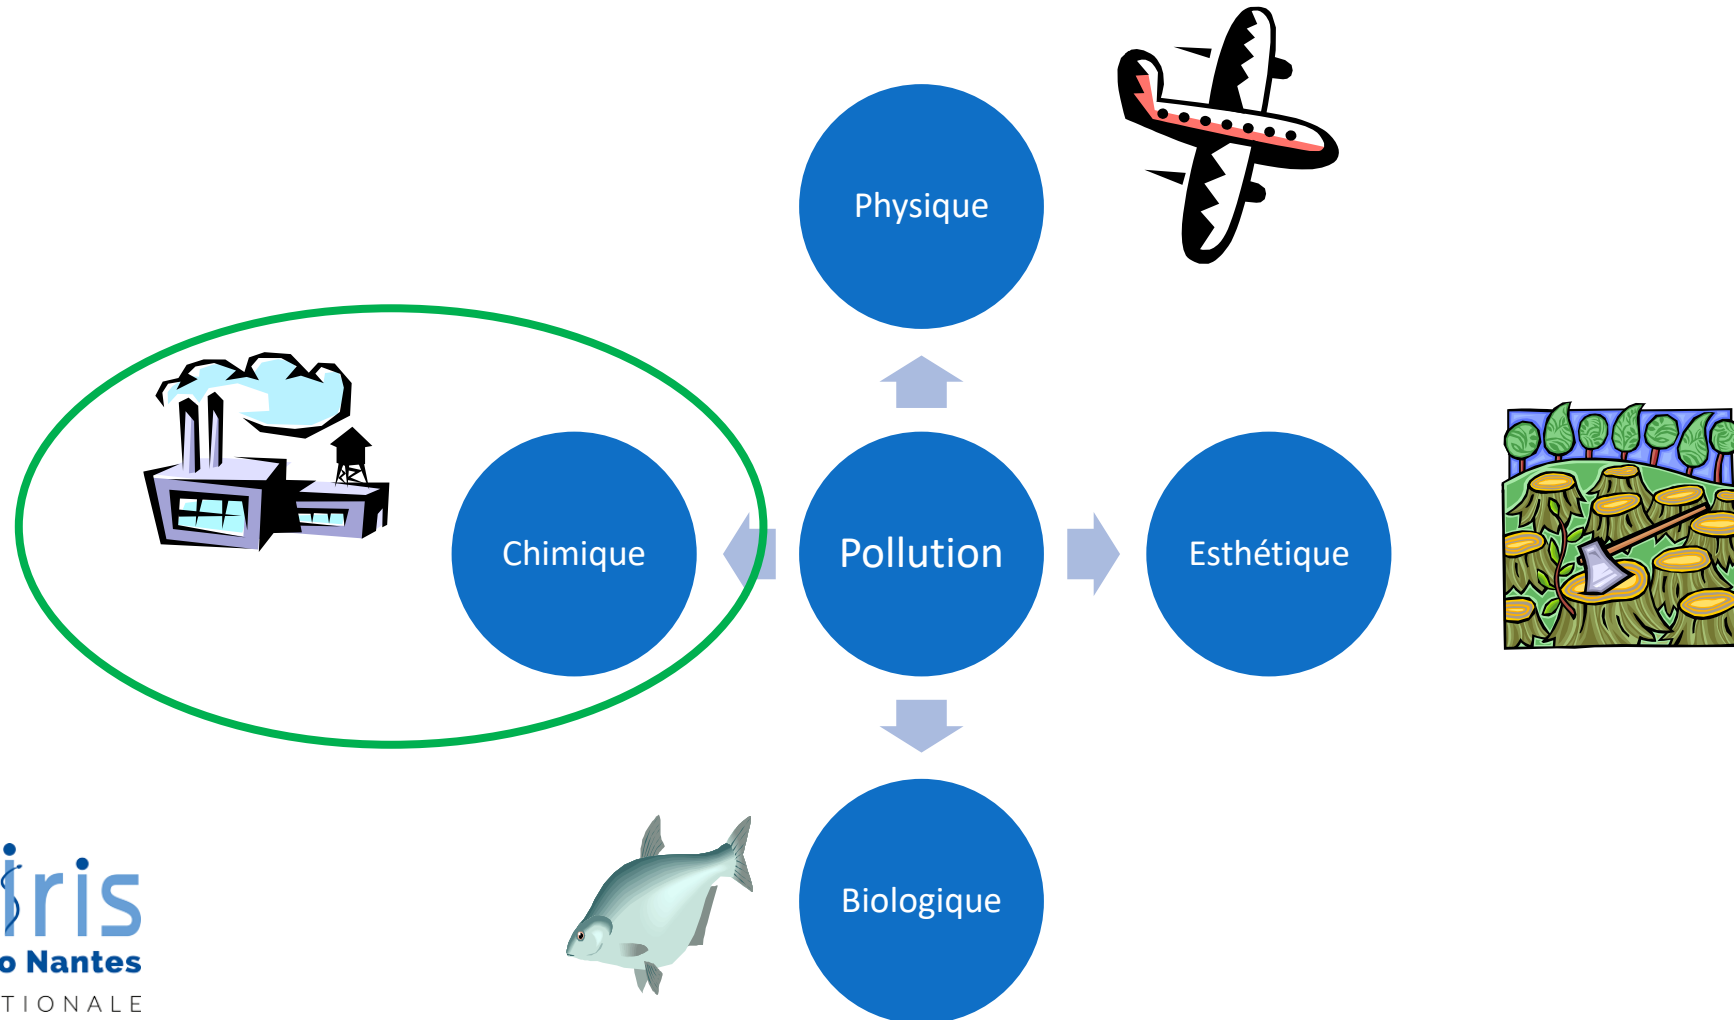 Physique
Chimique
Pollution
Esthétique
Biologique
iris
Nantes
TIONALE